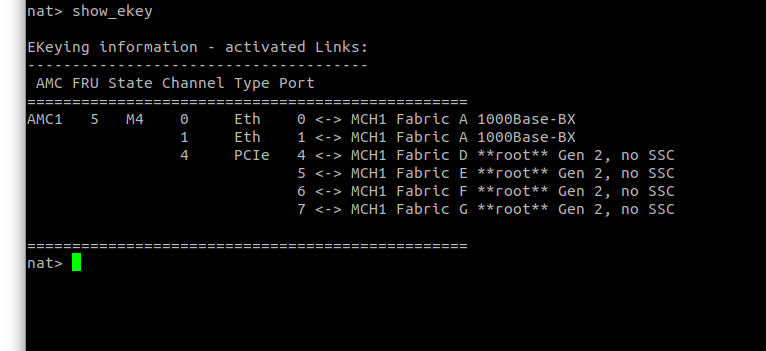 nat> show_ekey
EKeying information - activated Links:
--------------------------------------
 AMC FRU State Channel Type Port
=================================================
AMC1   5   M4    0     Eth    0 <-> MCH1 Fabric A 1000Base-BX
                 1     Eth    1 <-> MCH1 Fabric A 1000Base-BX
                 4     PCIe   4 <-> MCH1 Fabric D **root** Gen 2, no SSC
                              5 <-> MCH1 Fabric E **root** Gen 2, no SSC
                              6 <-> MCH1 Fabric F **root** Gen 2, no SSC
                              7 <-> MCH1 Fabric G **root** Gen 2, no SSC
=================================================
nat>